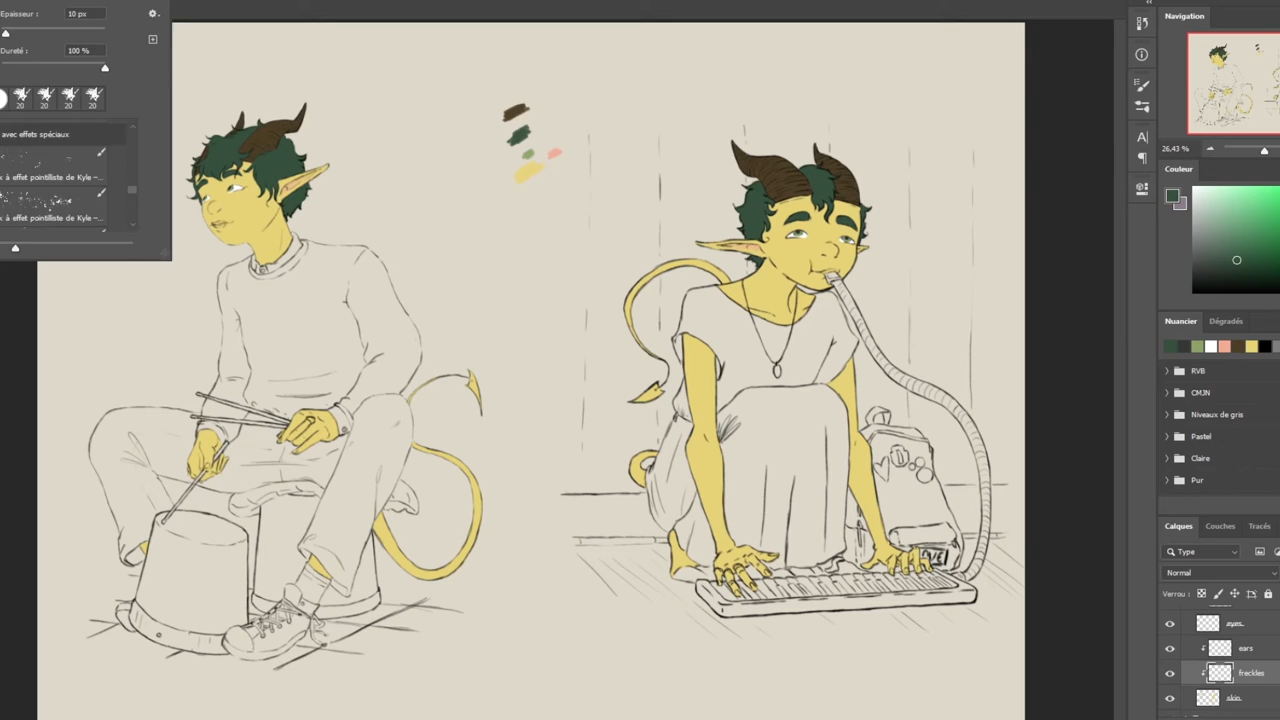 Epaisseur :
10 px
Dureté :
100 %
20 20 20 20
avec effets spéciaux
x à effet pointilliste de Kyle –...
x à effet pointilliste de Kyle –...
Navigation
26,43 %
Couleur
Nuancier Dégradés
RVB
CMJN
Niveaux de gris
Pastel
Claire
Pur
Calques Couches Tracés
Type
Normal
Verrou :
eyes
ears
freckles
skin